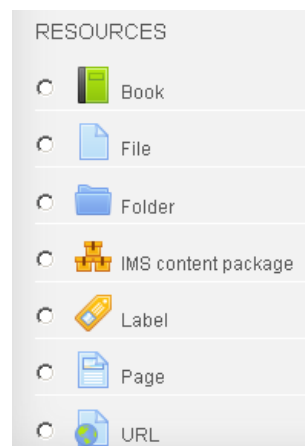 RESOURCES
Book
File
Folder
IMS content package
Label
Page
URL